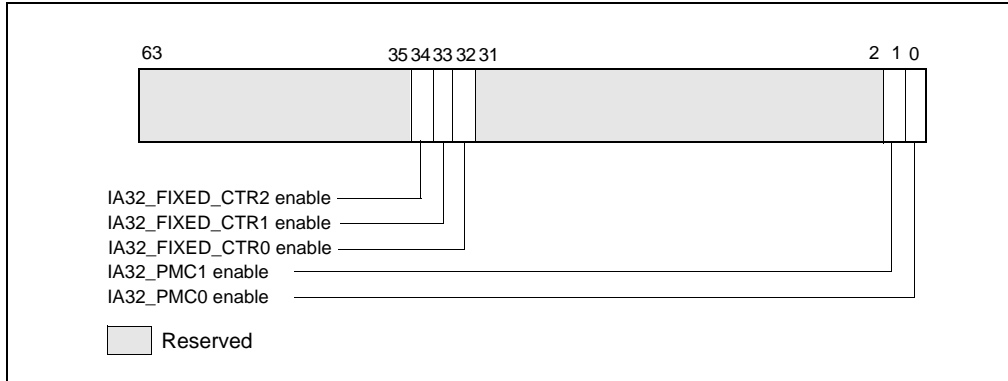 63 35 34 33 32 31 2 1 0
IA32_FIXED_CTR2 enable
IA32_FIXED_CTR1 enable
IA32_FIXED_CTR0 enable
IA32_PMC1 enable
IA32_PMC0 enable
Reserved